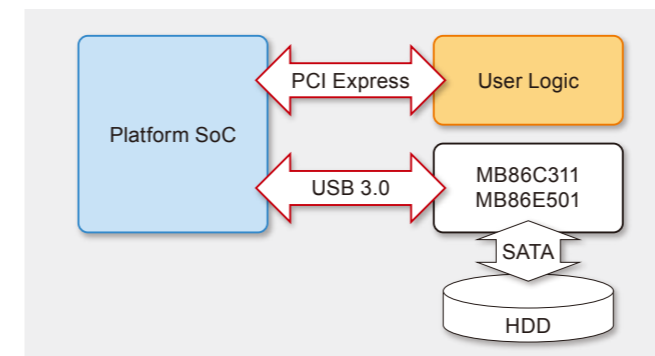 PCI Express
User Logic
Platform SoC
USB 3.0
MB86C311
MB86E501
SATA
HDD